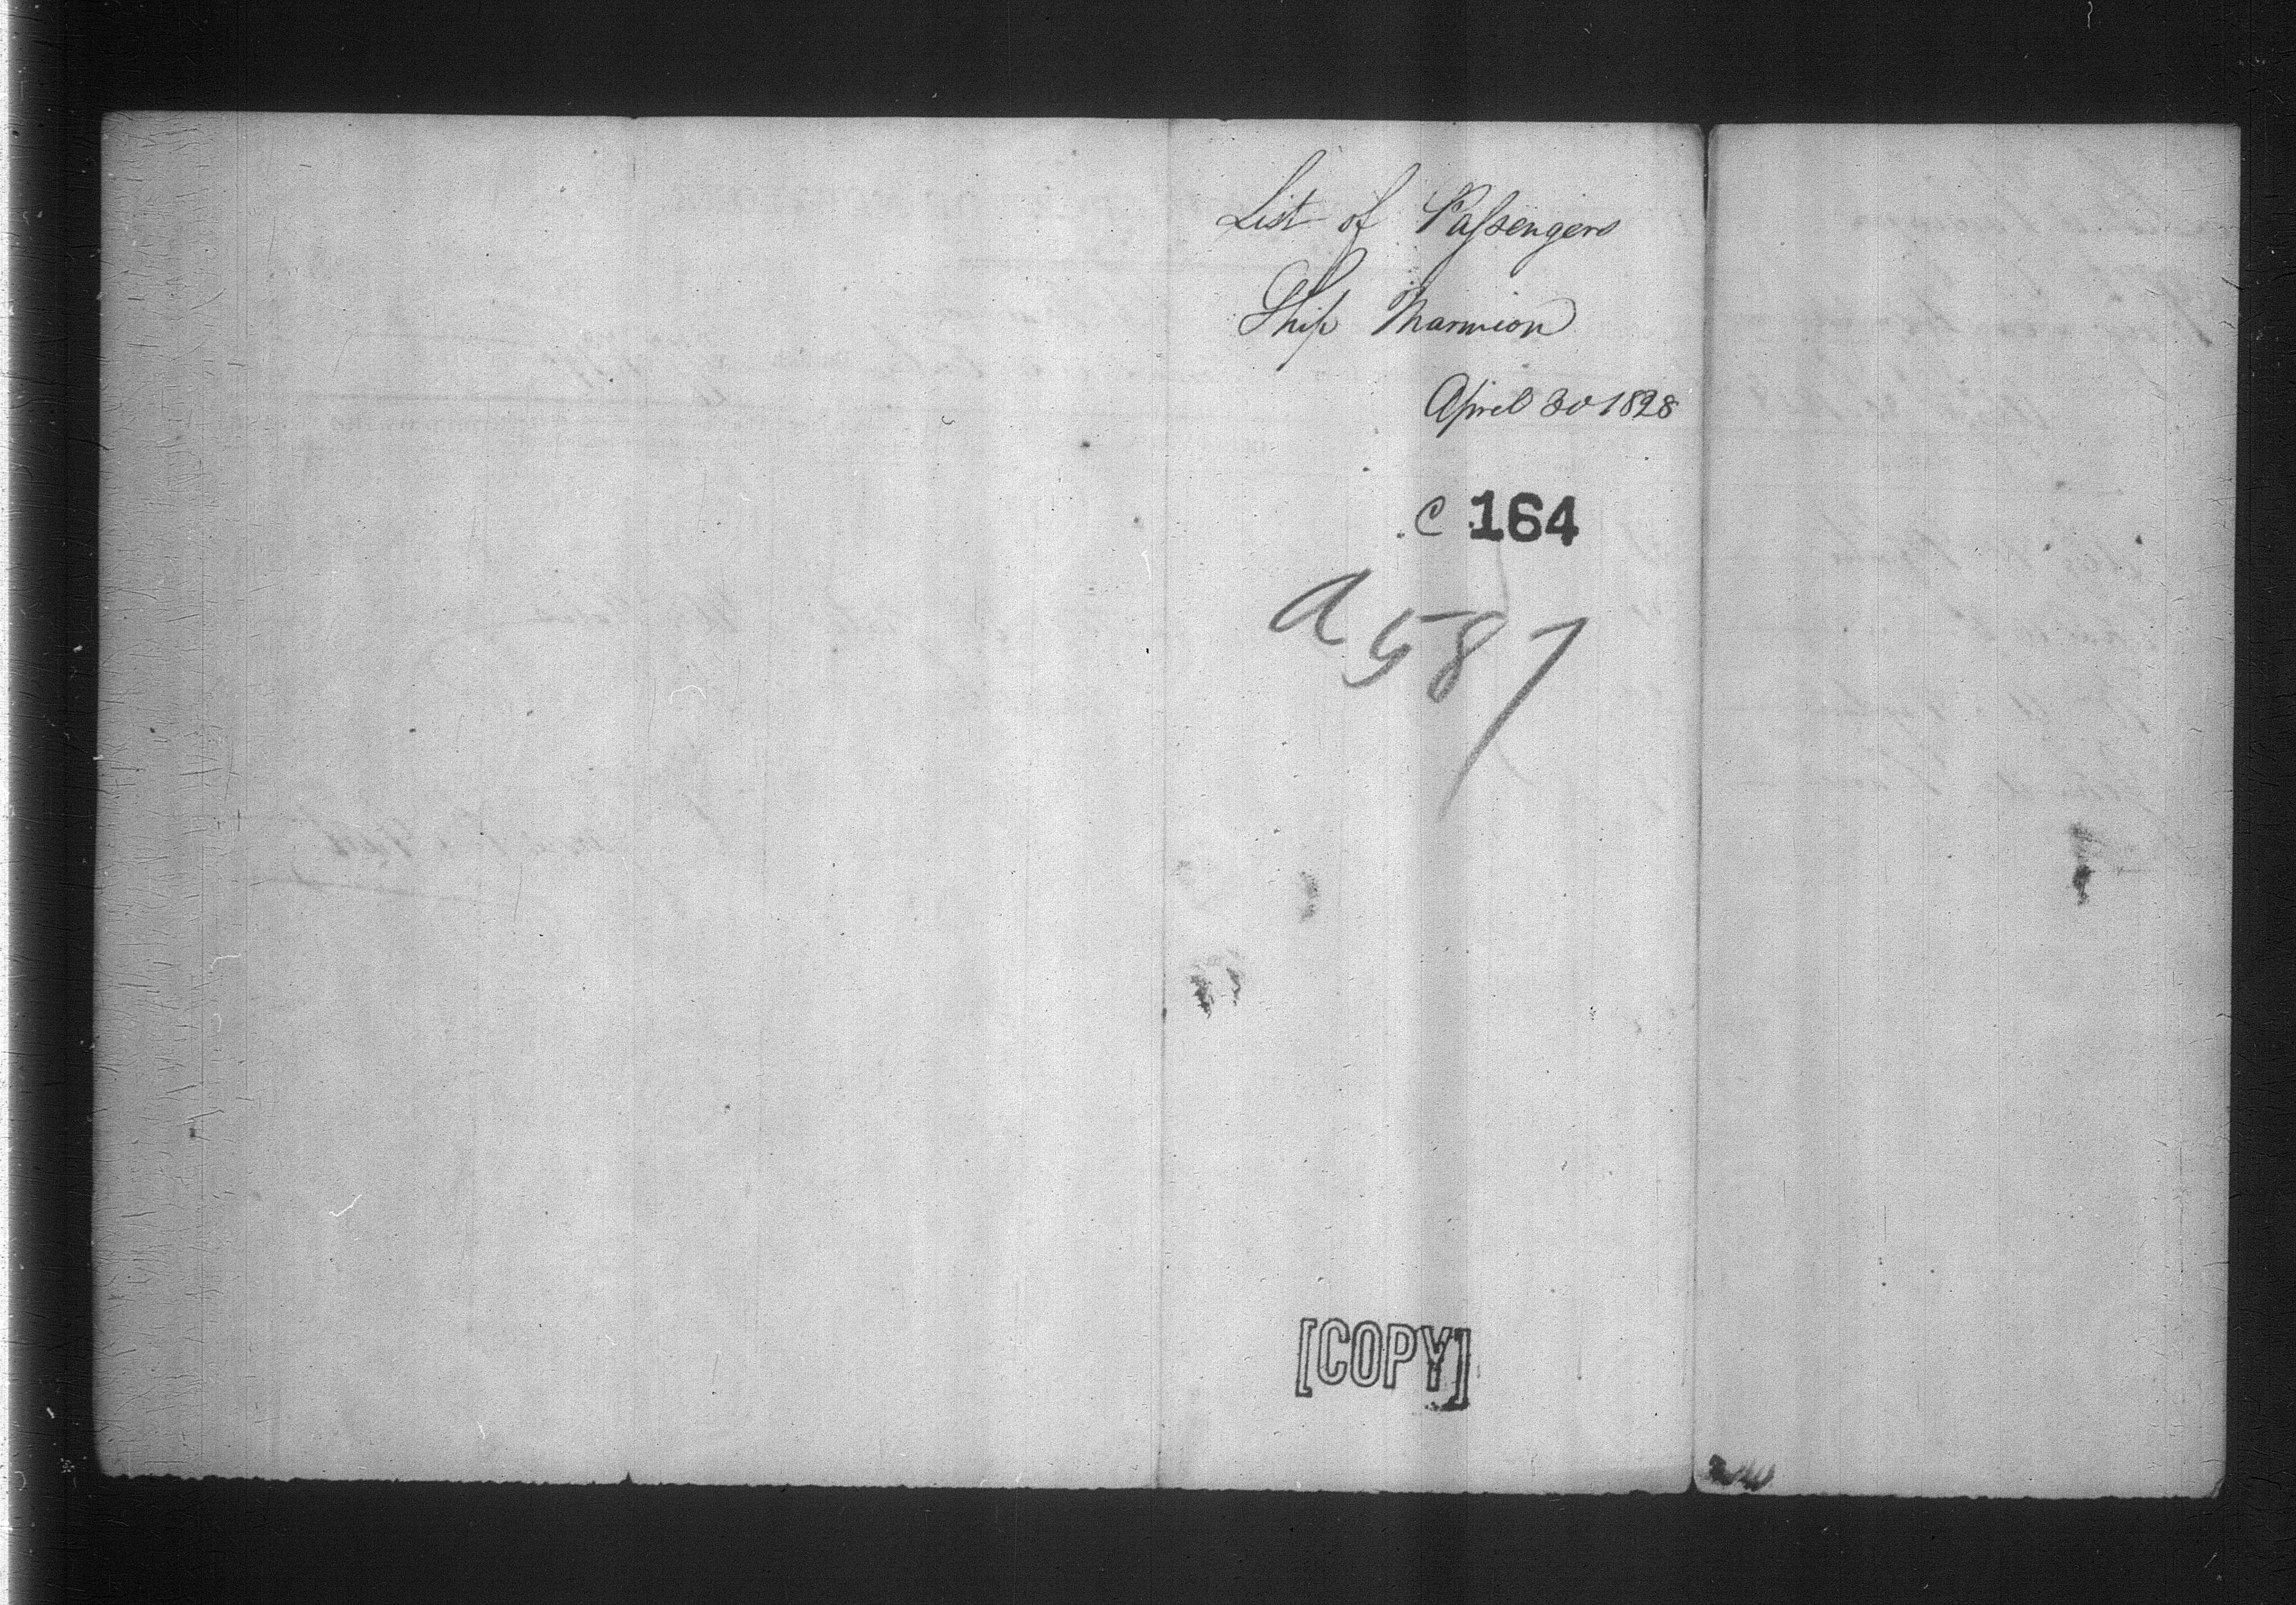 List of Passengers
Ship Marmion
April 30 1828
C 164
a 587
[COPY]